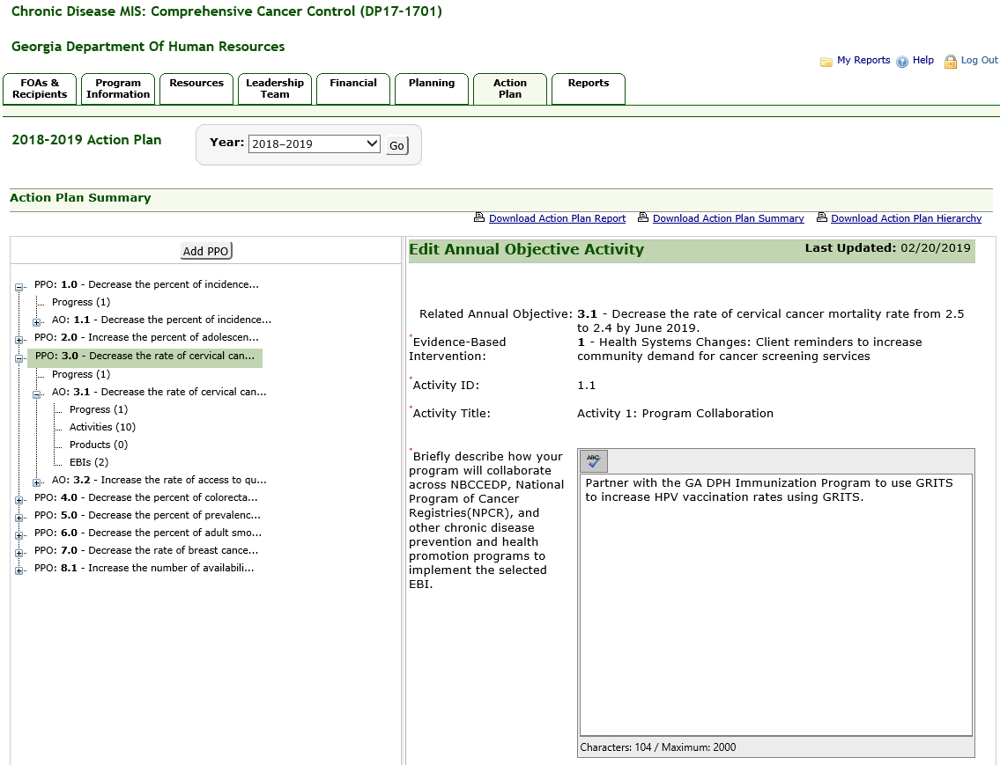 Chronic Disease MIS: Comprehensive Cancer Control (DP17-1701)
Georgia Department Of Human Resources
My Reports Help Log Out
FOAs & Recipients
Program Information
Resources
Leadership Team
Financial
Planning
Action Plan
Reports
2018-2019 Action Plan
Year: 2018-2019 Go
Action Plan Summary
Download Action Plan Report Download Action Plan Summary Download Action Plan Hierarchy
Add PPO
PPO: 1.0 - Decrease the percent of incidence...
Progress (1)
AO: 1.1 - Decrease the percent of incidence...
PPO: 2.0 - Increase the percent of adolescen...
PPO: 3.0 - Decrease the rate of cervical can...
Progress (1)
AO: 3.1 - Decrease the rate of cervical can...
Progress (1)
Activities (10)
Products (0)
EBIs (2)
AO: 3.2 - Increase the rate of access to qu...
PPO: 4.0 - Decrease the percent of colorecta...
PPO: 5.0 - Decrease the percent of prevalenc...
PPO: 6.0 - Decrease the percent of adult smo...
PPO: 7.0 - Decrease the rate of breast cance...
PPO: 8.1 - Increase the number of availabili...
Edit Annual Objective Activity Last Updated: 02/20/2019
Related Annual Objective: 3.1 - Decrease the rate of cervical cancer mortality rate from 2.5
to 2.4 by June 2019.
*Evidence-Based 1 - Health Systems Changes: Client reminders to increase
Intervention: community demand for cancer screening services
*Activity ID: 1.1
*Activity Title: Activity 1: Program Collaboration
*Briefly describe how your
program will collaborate
across NBCCEDP, National
Program of Cancer
Registries(NPCR), and
other chronic disease
prevention and health
promotion programs to
implement the selected
EBI.
ABC
Partner with the GA DPH Immunization Program to use GRITS
to increase HPV vaccination rates using GRITS.
Characters: 104 / Maximum: 2000